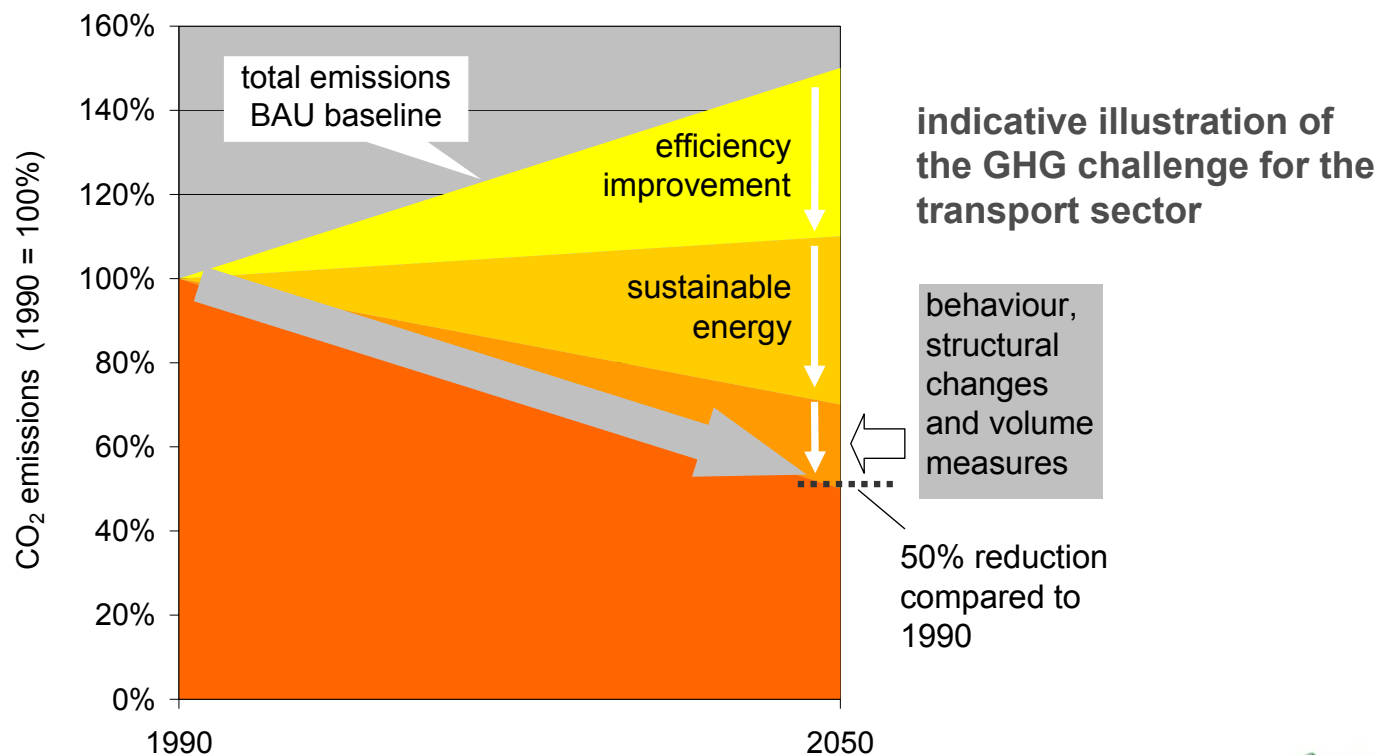 160%
140%
120%
100%
80%
60%
40%
20%
0%
CO₂ emissions (1990 = 100%)
1990
2050
total emissions
BAU baseline
efficiency
improvement
sustainable
energy
indicative illustration of
the GHG challenge for the
transport sector
behaviour,
structural
changes
and volume
measures
50% reduction
compared to
1990